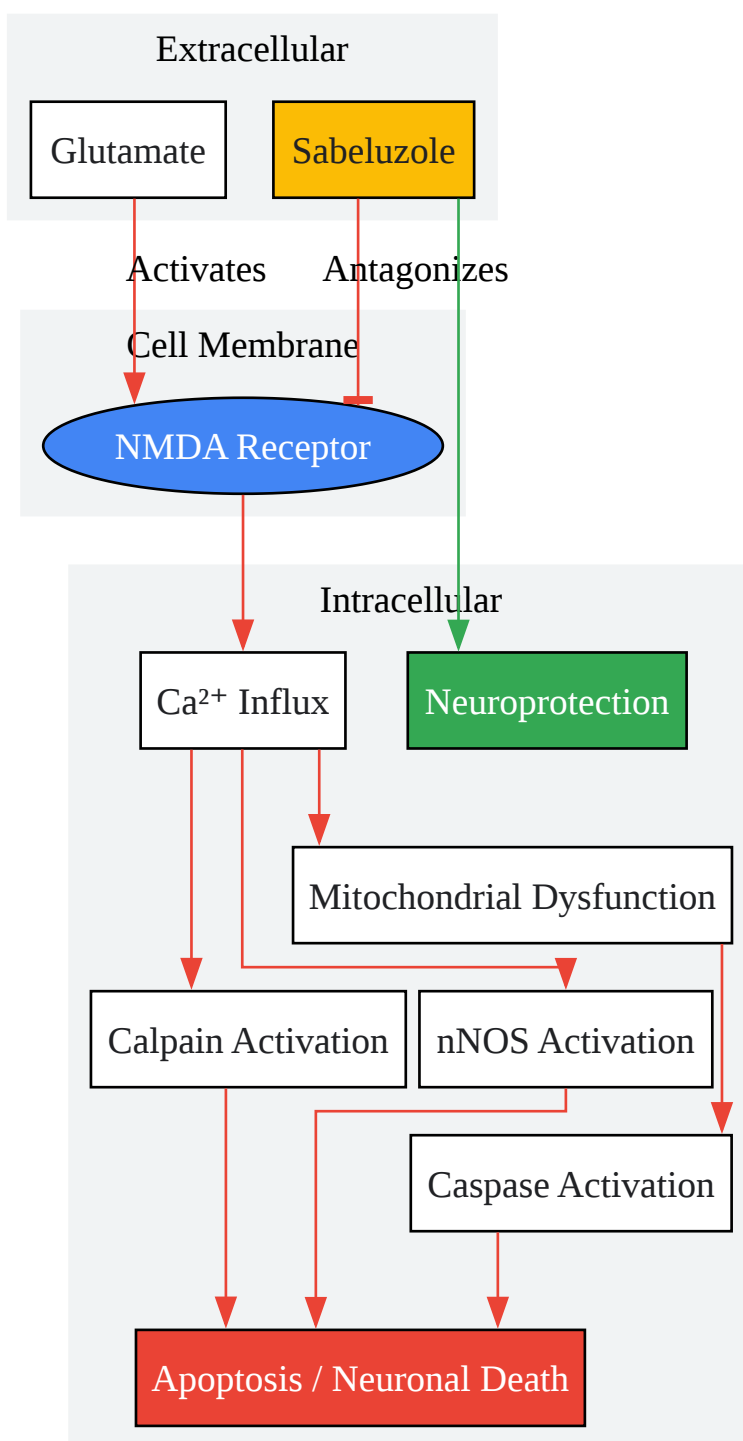 Extracellular
Glutamate
Sabeluzole
Activates
Antagonizes
Cell Membrane
NMDA Receptor
Intracellular
Ca²⁺ Influx
Neuroprotection
Mitochondrial Dysfunction
Calpain Activation
nNOS Activation
Caspase Activation
Apoptosis / Neuronal Death